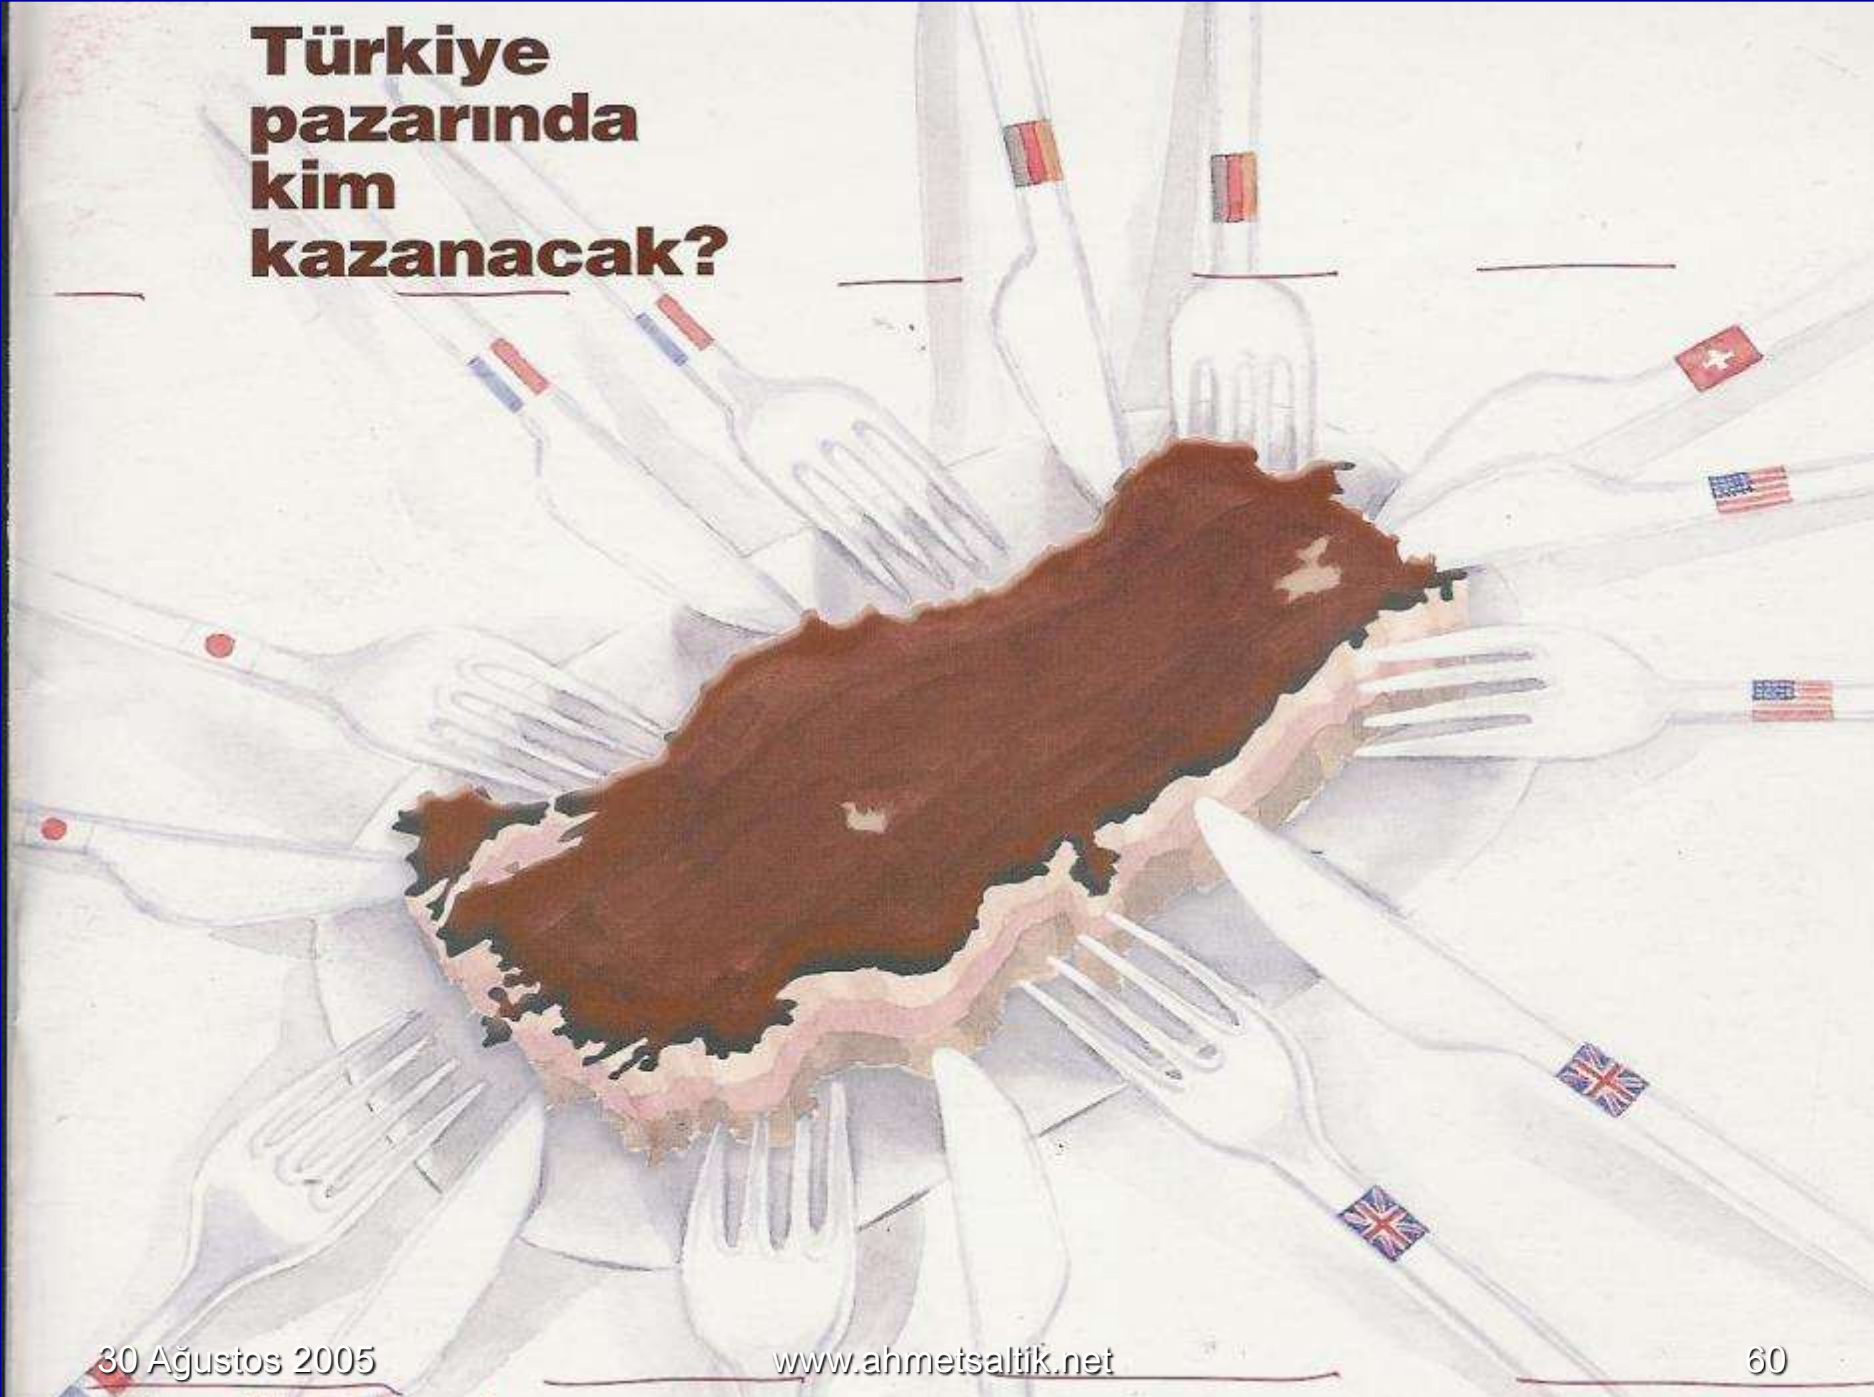 Türkiye
pazarında
kim
kazanacak?
30 Ağustos 2005
www.ahmetsaltik.net
60